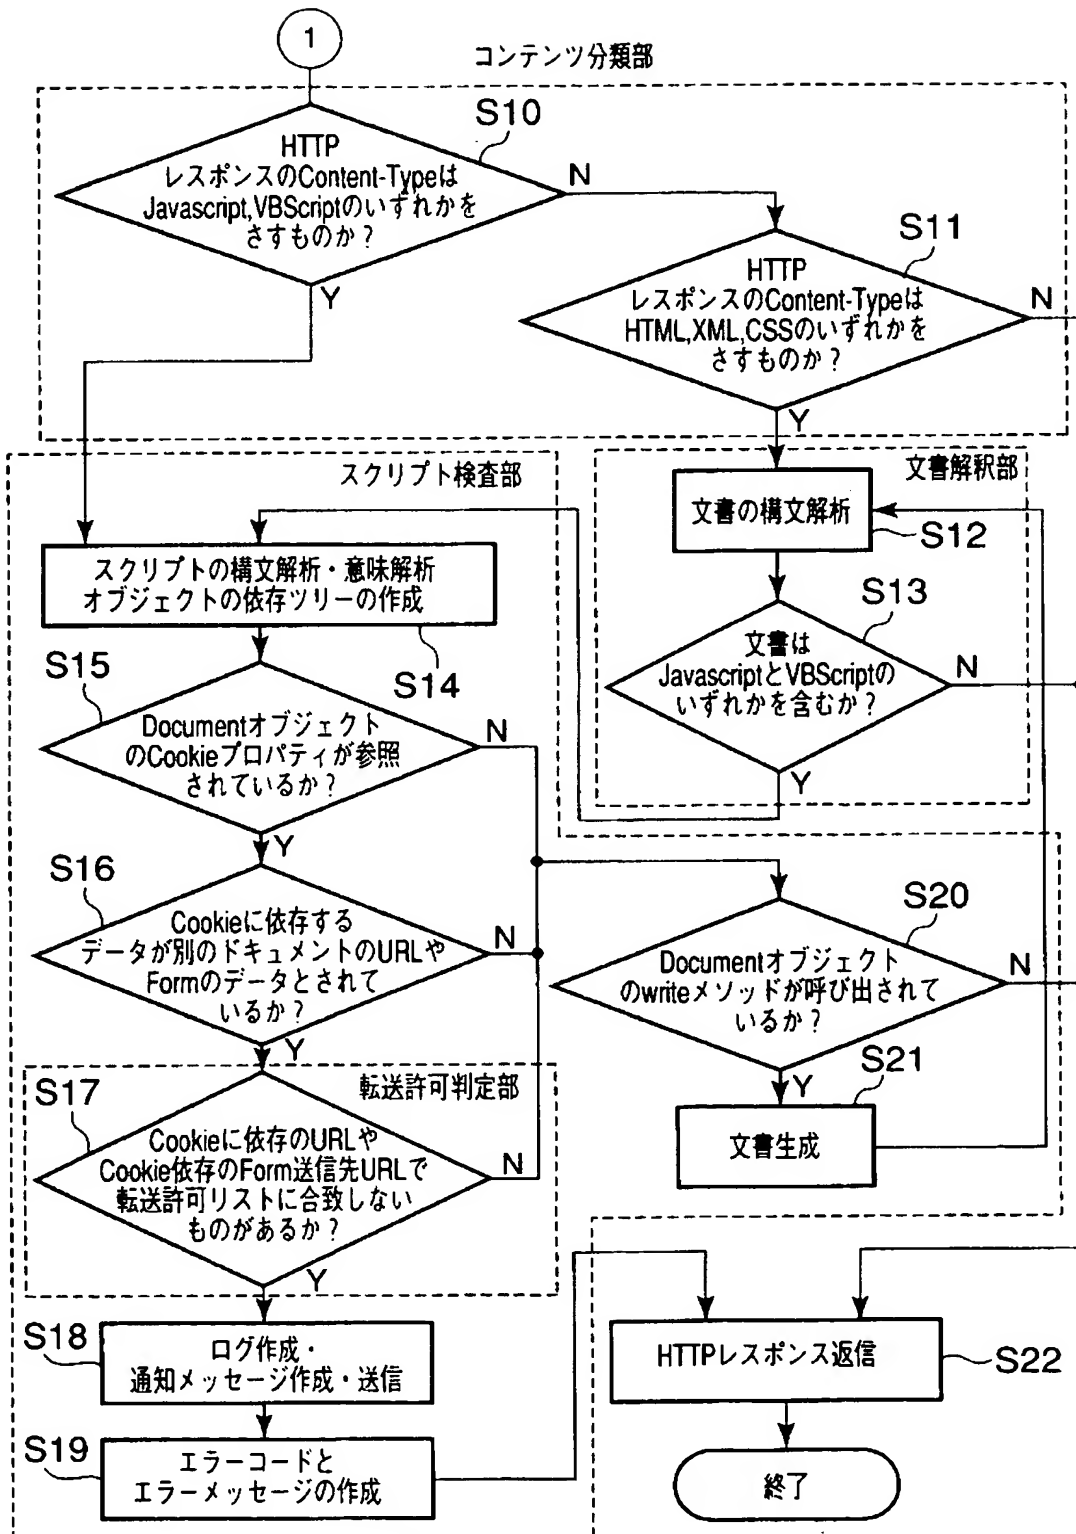 1
コンテンツ分類部
S10
HTTP
レスポンスのContent-Typeは
Javascript,VBScriptのいずれかを
さすものか？
N
Y
S11
HTTP
レスポンスのContent-Typeは
HTML,XML,CSSのいずれかを
さすものか？
N
Y
スクリプト検査部
文書解釈部
文書の構文解析
S12
スクリプトの構文解析・意味解析
オブジェクトの依存ツリーの作成
S14
S13
文書は
JavascriptとVBScriptの
いずれかを含むか？
N
Y
S15
Documentオブジェクト
のCookieプロパティが参照
されているか？
N
Y
S16
Cookieに依存する
データが別のドキュメントのURLや
Formのデータとされて
いるか？
N
Y
S20
Documentオブジェクト
のwriteメソッドが呼び出されて
いるか？
N
Y
S21
文書生成
転送許可判定部
S17
Cookieに依存のURLや
Cookie依存のForm送信先URLで
転送許可リストに合致しない
ものがあるか？
N
Y
S18
ログ作成・
通知メッセージ作成・送信
S19
エラーコードと
エラーメッセージの作成
HTTPレスポンス返信
S22
終了